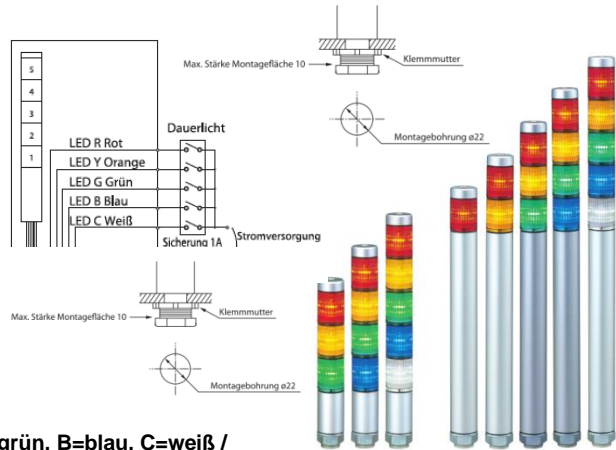 Max. Stärke Montagefläche 10
Klemmmutter
Montagebohrung ø22
5
4
3
2
1
Dauerlicht
LED R Rot
LED Y Orange
LED G Grün
LED B Blau
LED C Weiß
Sicherung 1A
Stromversorgung
Max. Stärke Montagefläche 10
Klemmmutter
Montagebohrung ø22
grün, B=blau, C=weiß /